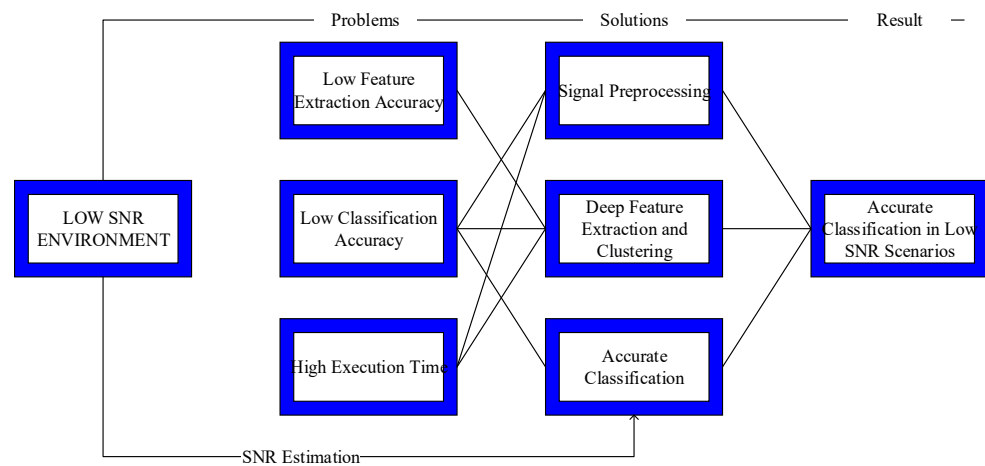 Problems
Solutions
Result
Low Feature
Extraction Accuracy
Signal Preprocessing
LOW SNR
ENVIRONMENT
Low Classification
Accuracy
Deep Feature
Extraction and
Clustering
Accurate
Classification in Low
SNR Scenarios
High Execution Time
Accurate
Classification
SNR Estimation